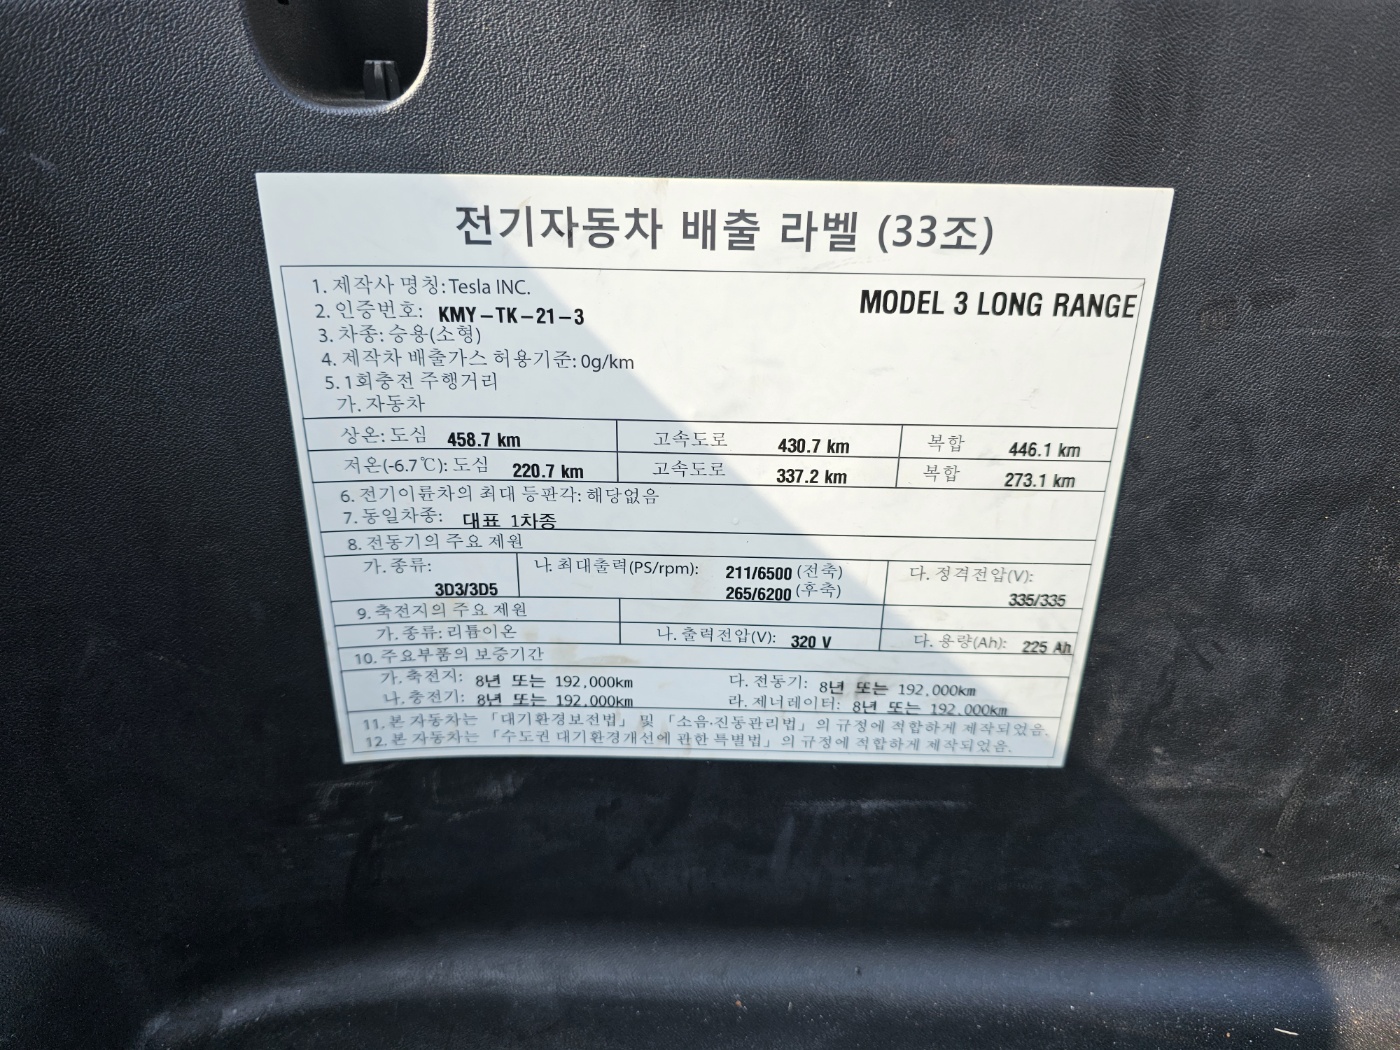 전기자동차 배출 라벨 (33조)
1. 제작사 명칭: Tesla INC.
MODEL 3 LONG RANGE
2. 인증번호: KMY-TK-21-3
3. 차종: 승용(소형)
4. 제작차 배출가스 허용기준: 0g/km
5. 1회충전 주행거리
가. 자동차
상온: 도심 458.7 km 고속도로 430.7 km 복합 446.1 km
저온(-6.7℃): 도심 220.7 km 고속도로 337.2 km 복합 273.1 km
6. 전기이륜차의 최대 등판각: 해당없음
7. 동일차종: 대표 1차종
8. 전동기의 주요 제원
가. 종류: 3D3/3D5 나. 최대출력(PS/rpm): 211/6500 (전축) 다. 정격전압(V): 335/335
265/6200 (후축)
9. 축전지의 주요 제원
가. 종류: 리튬이온 나. 출력전압(V): 320 V 다. 용량(Ah): 225 Ah
10. 주요부품의 보증기간
가. 축전지: 8년 또는 192,000km 다. 전동기: 8년 또는 192,000km
나. 충전기: 8년 또는 192,000km 라. 제너레이터: 8년 또는 192,000km
11. 본 자동차는 「대기환경보전법」 및 「소음·진동관리법」의 규정에 적합하게 제작되었음.
12. 본 자동차는 「수도권 대기환경개선에 관한 특별법」의 규정에 적합하게 제작되었음.